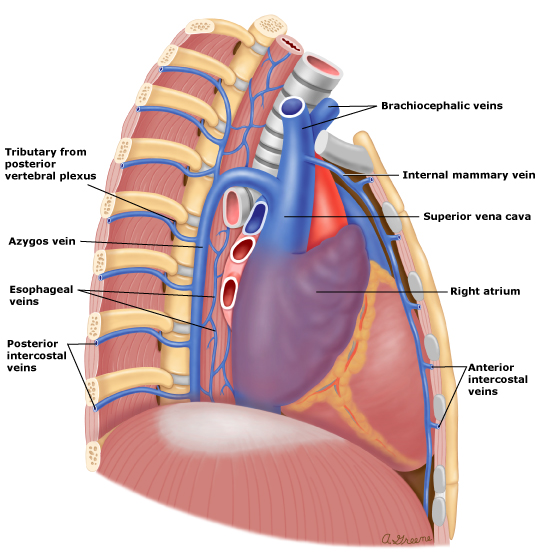 Brachiocephalic veins
Tributary from
posterior
vertebral plexus
Internal mammary vein
Superior vena cava
Azygos vein
Esophageal
veins
Right atrium
Posterior
intercostal
veins
Anterior
intercostal
veins
A.Greene